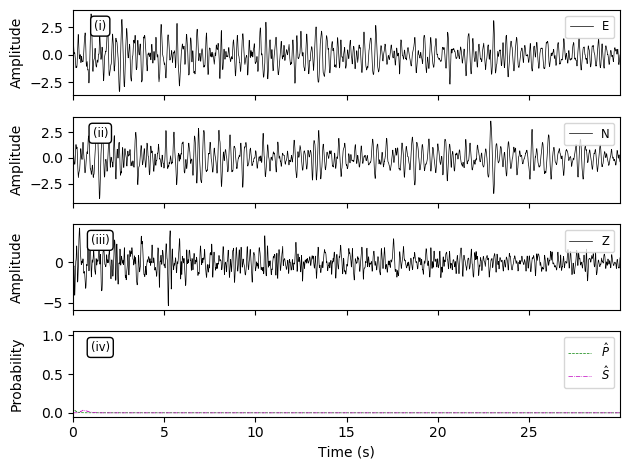 Amplitude
2.5
0.0
−2.5
(i)
E
Amplitude
2.5
0.0
−2.5
(ii)
N
Amplitude
0
−5
(iii)
Z
Probability
1.0
0.5
0.0
(iv)
P̂
Ŝ
0 5 10 15 20 25
Time (s)